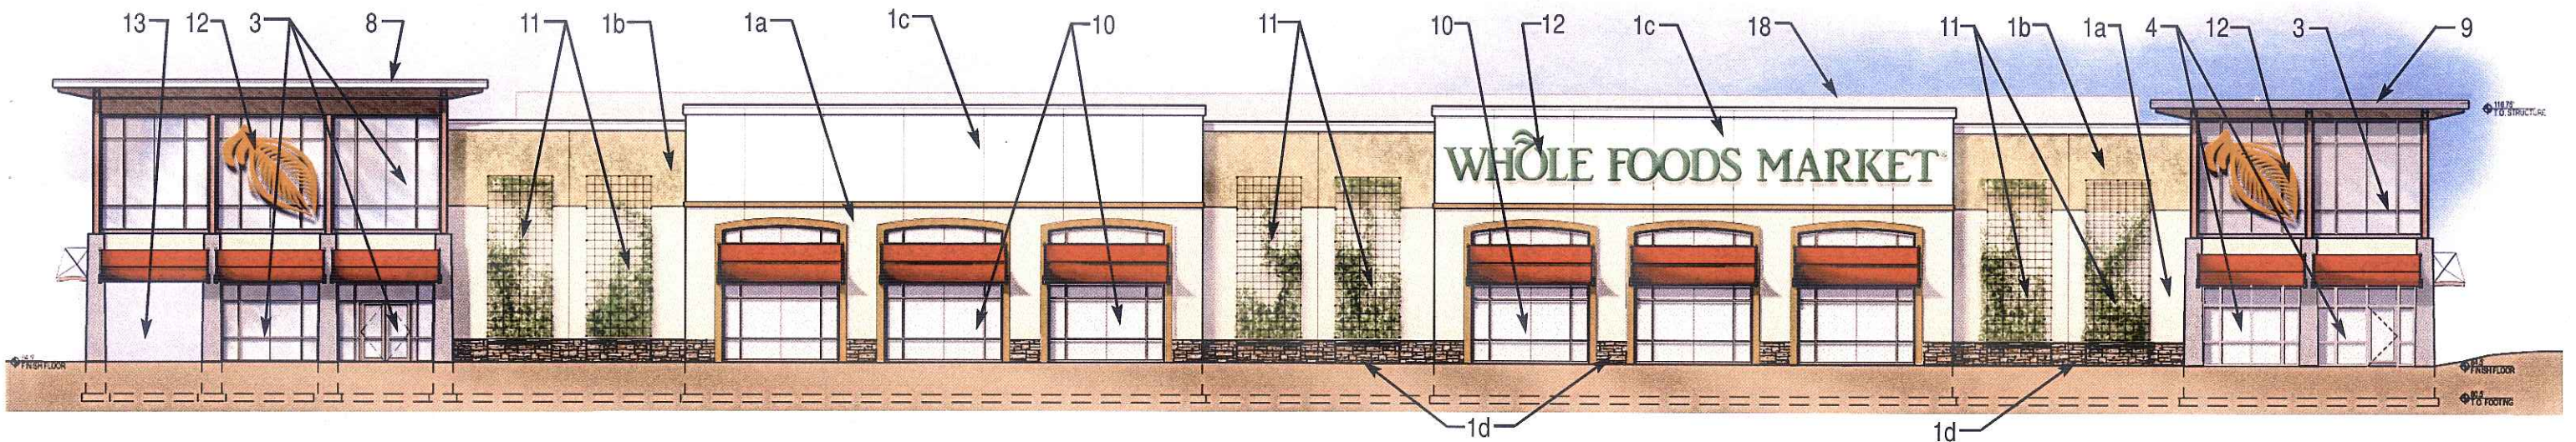 13 12 3 8 11 1b 1a 1c 10 11 10 12 1c 18 11 1b 1a 4 12 3 9
T.O. STRUCTURE
WHOLE FOODS MARKET
FINISH FLOOR
FINISH FLOOR
T.O. FOOTING
1d 1d